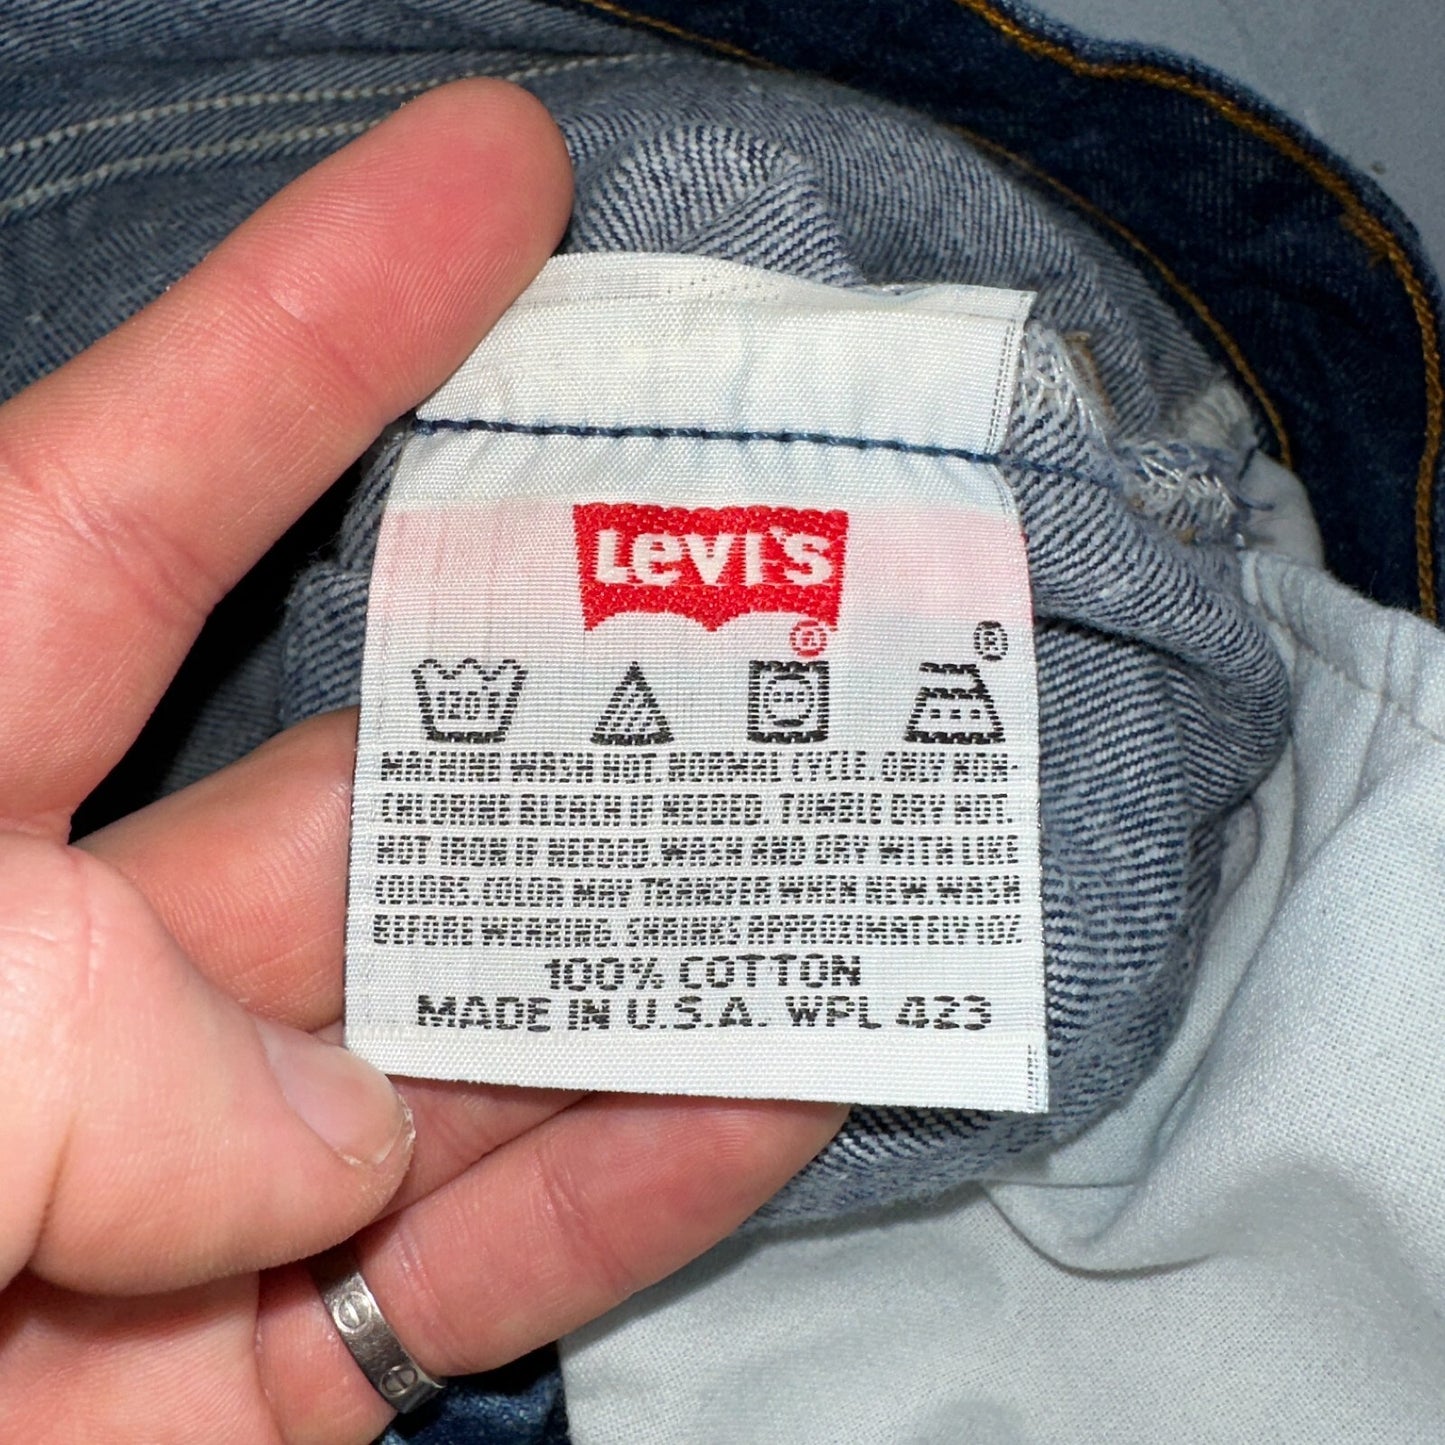 Levi's
®
®
120°F
MACHINE WASH HOT. NORMAL CYCLE. ONLY NON-
CHLORINE BLEACH IF NEEDED. TUMBLE DRY HOT.
HOT IRON IF NEEDED. WASH AND DRY WITH LIKE
COLORS. COLOR MAY TRANSFER WHEN NEW. WASH
BEFORE WEARING. SHRINKS APPROXIMATELY 10%
100% COTTON
MADE IN U.S.A. WPL 423